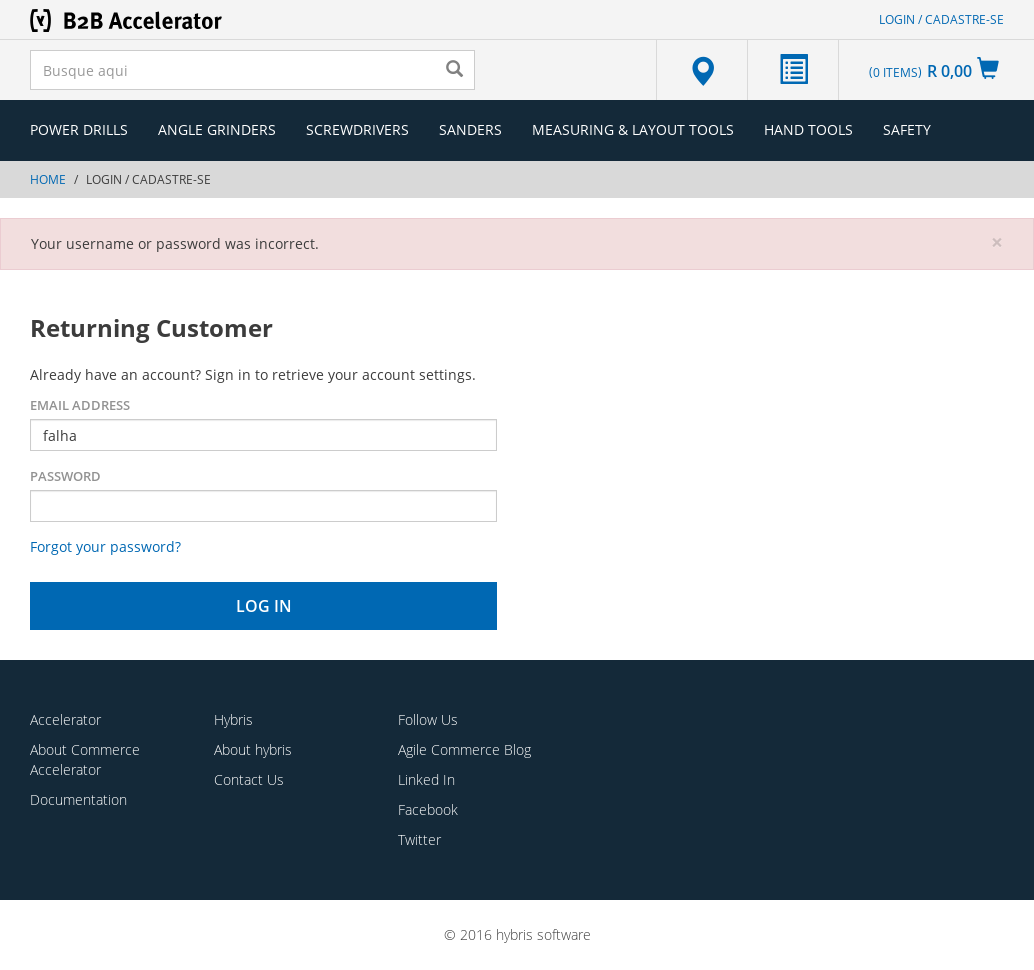 B2B Accelerator
LOGIN / CADASTRE-SE
Busque aqui
(0 ITEMS) R 0,00
POWER DRILLS ANGLE GRINDERS SCREWDRIVERS SANDERS MEASURING & LAYOUT TOOLS HAND TOOLS SAFETY
HOME / LOGIN / CADASTRE-SE
Your username or password was incorrect. ×
Returning Customer
Already have an account? Sign in to retrieve your account settings.
EMAIL ADDRESS
falha
PASSWORD
Forgot your password?
LOG IN
Accelerator
About Commerce
Accelerator
Documentation
Hybris
About hybris
Contact Us
Follow Us
Agile Commerce Blog
Linked In
Facebook
Twitter
© 2016 hybris software